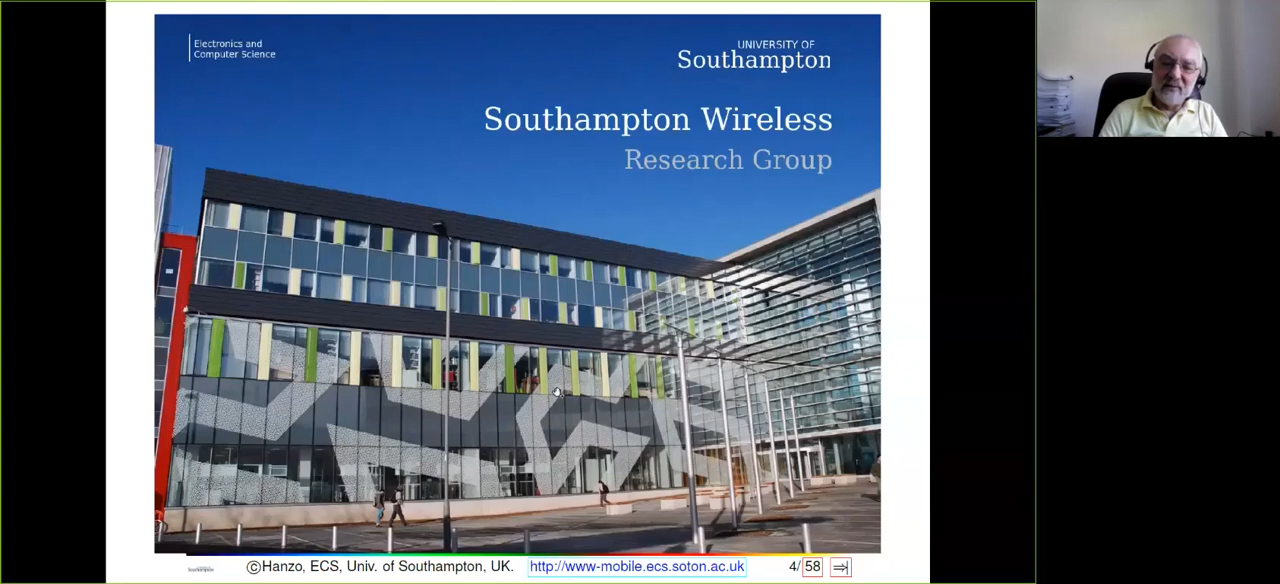 Electronics and
Computer Science
UNIVERSITY OF
Southampton
Southampton Wireless
Research Group
Southampton
©Hanzo, ECS, Univ. of Southampton, UK. http://www-mobile.ecs.soton.ac.uk 4/58